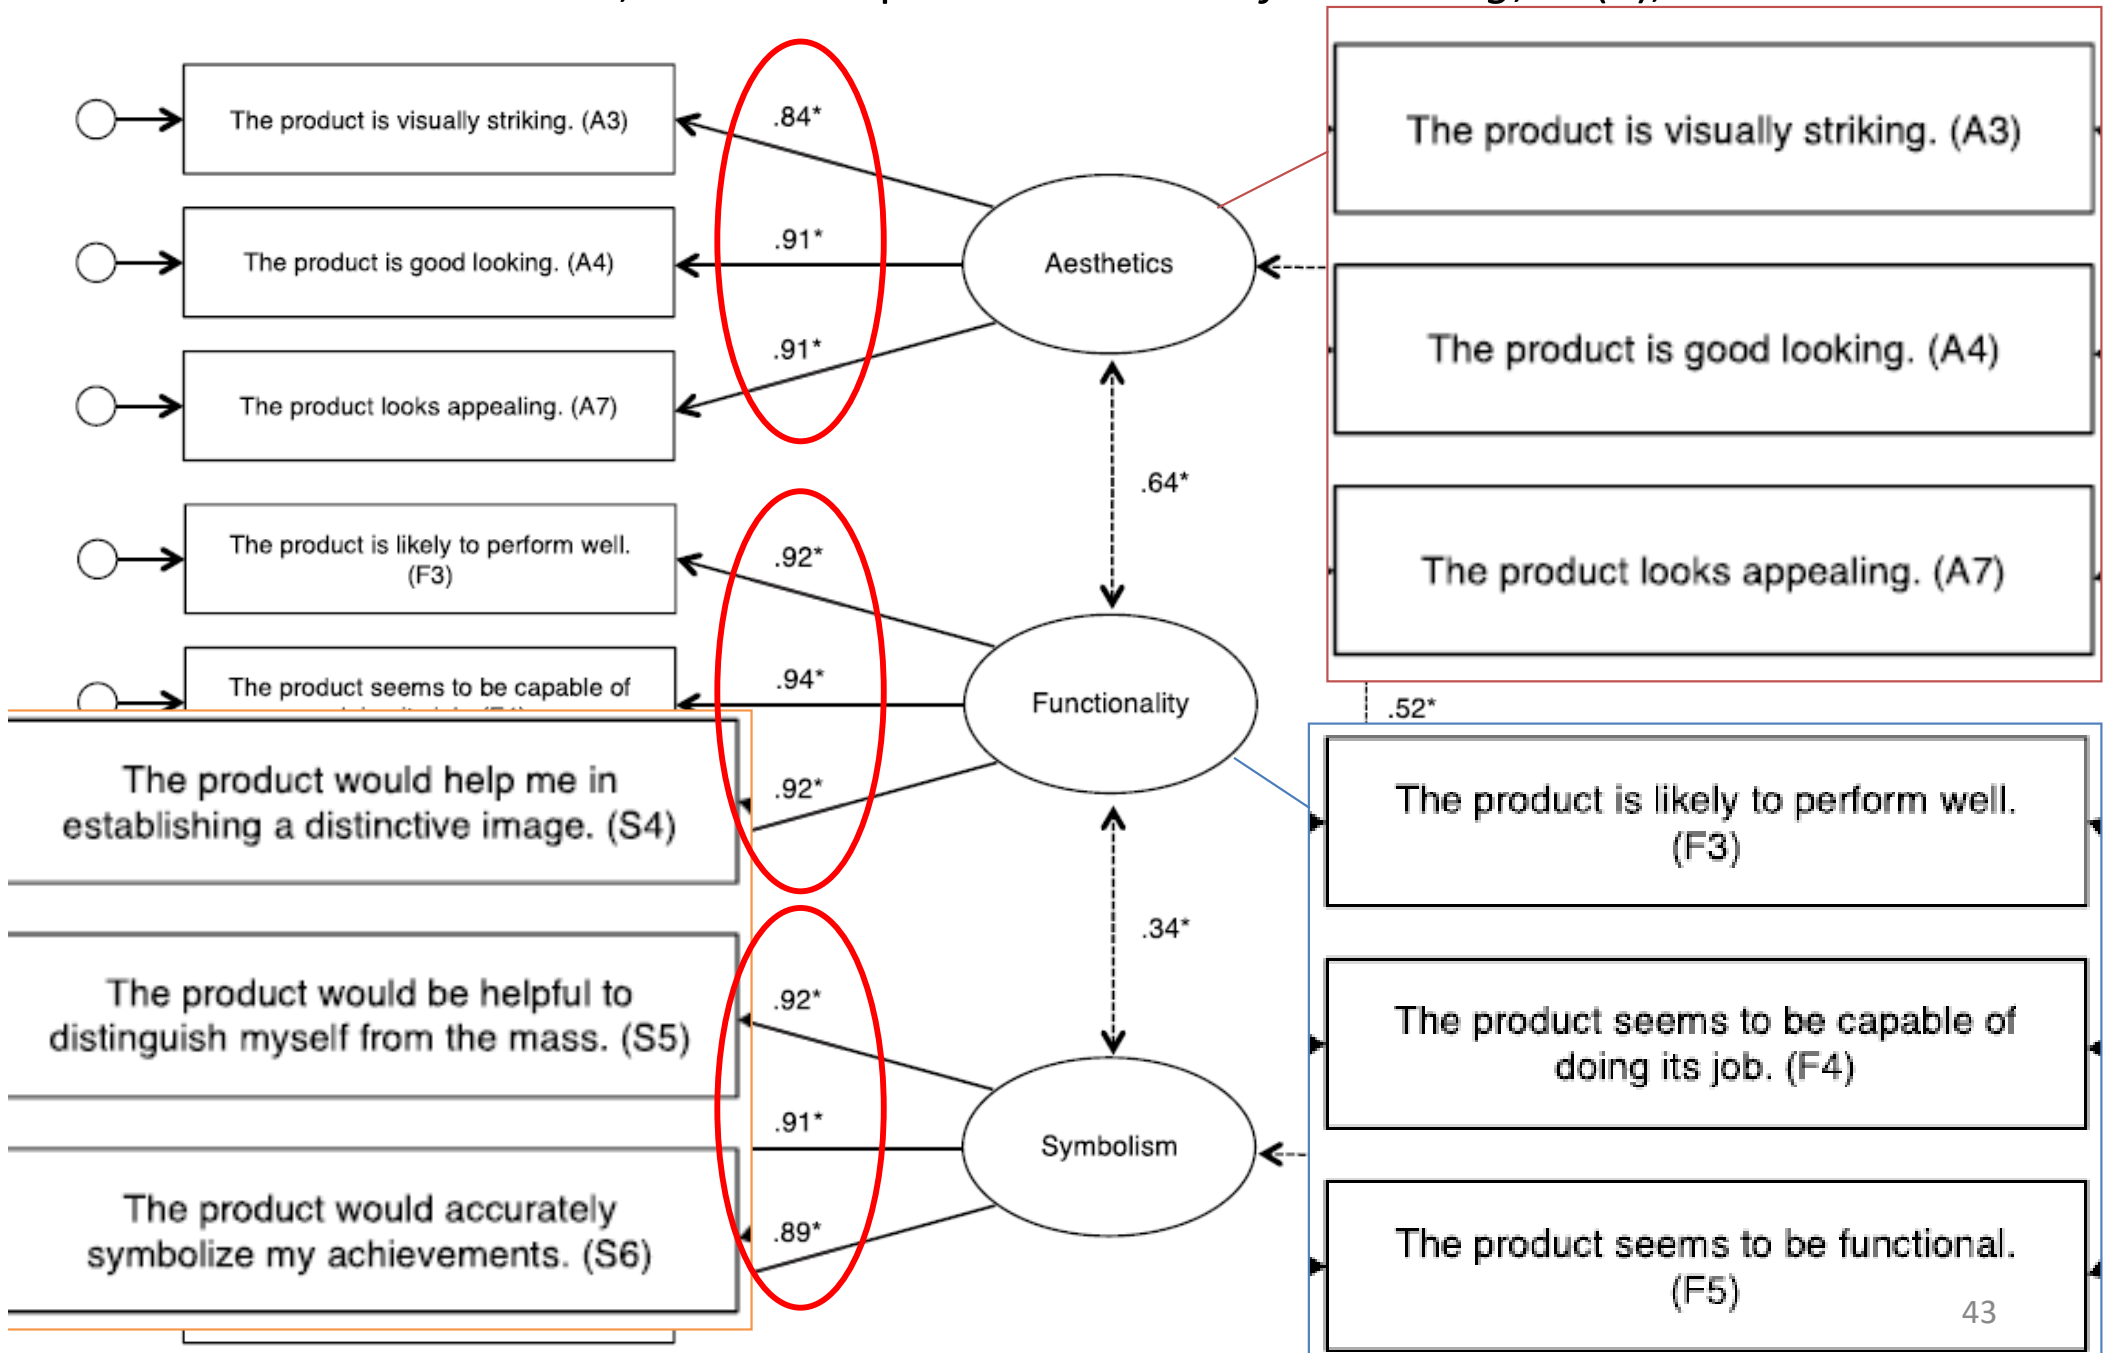 The product is visually striking. (A3)
The product is good looking. (A4)
The product looks appealing. (A7)
The product is likely to perform well.
(F3)
The product seems to be capable of
.84*
.91*
.91*
.92*
.94*
.92*
.92*
.91*
.89*
Aesthetics
.64*
Functionality
.34*
Symbolism
.52*
The product would help me in
establishing a distinctive image. (S4)
The product would be helpful to
distinguish myself from the mass. (S5)
The product would accurately
symbolize my achievements. (S6)
The product is visually striking. (A3)
The product is good looking. (A4)
The product looks appealing. (A7)
The product is likely to perform well.
(F3)
The product seems to be capable of
doing its job. (F4)
The product seems to be functional.
(F5)
43